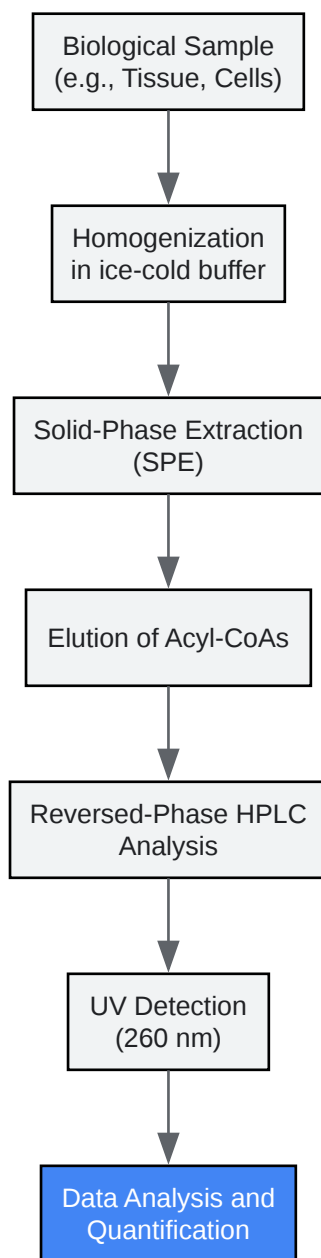 Biological Sample
(e.g., Tissue, Cells)
Homogenization
in ice-cold buffer
Solid-Phase Extraction
(SPE)
Elution of Acyl-CoAs
Reversed-Phase HPLC
Analysis
UV Detection
(260 nm)
Data Analysis and
Quantification